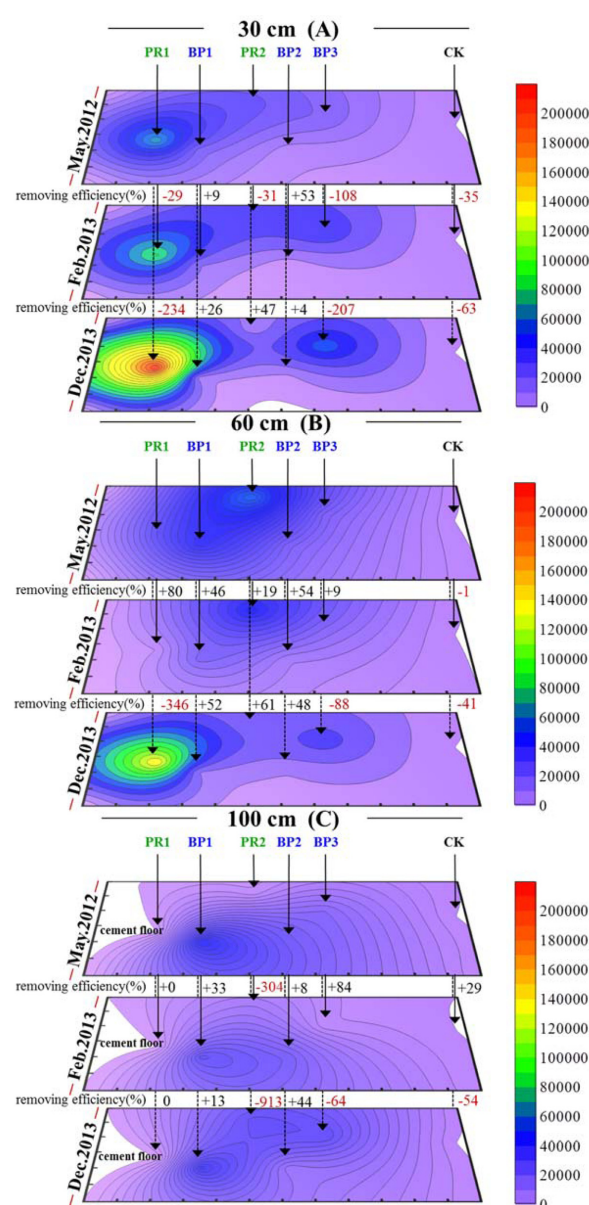 30 cm (A)
PR1 BP1 PR2 BP2 BP3 CK
May.2012
removing efficiency(%) -29 +9 -31 +53 -108 -35
Feb.2013
removing efficiency(%) -234 +26 +47 +4 -207 -63
Dec.2013
200000
180000
160000
140000
120000
100000
80000
60000
40000
20000
0
60 cm (B)
PR1 BP1 PR2 BP2 BP3 CK
May.2012
removing efficiency(%) +80 +46 +19 +54 +9 -1
Feb.2013
removing efficiency(%) -346 +52 +61 +48 -88 -41
Dec.2013
200000
180000
160000
140000
120000
100000
80000
60000
40000
20000
0
100 cm (C)
PR1 BP1 PR2 BP2 BP3 CK
May.2012
cement floor
removing efficiency(%) +0 +33 -304 +8 +84 +29
Feb.2013
cement floor
removing efficiency(%) 0 +13 -913 +44 -64 -54
Dec.2013
cement floor
200000
180000
160000
140000
120000
100000
80000
60000
40000
20000
0